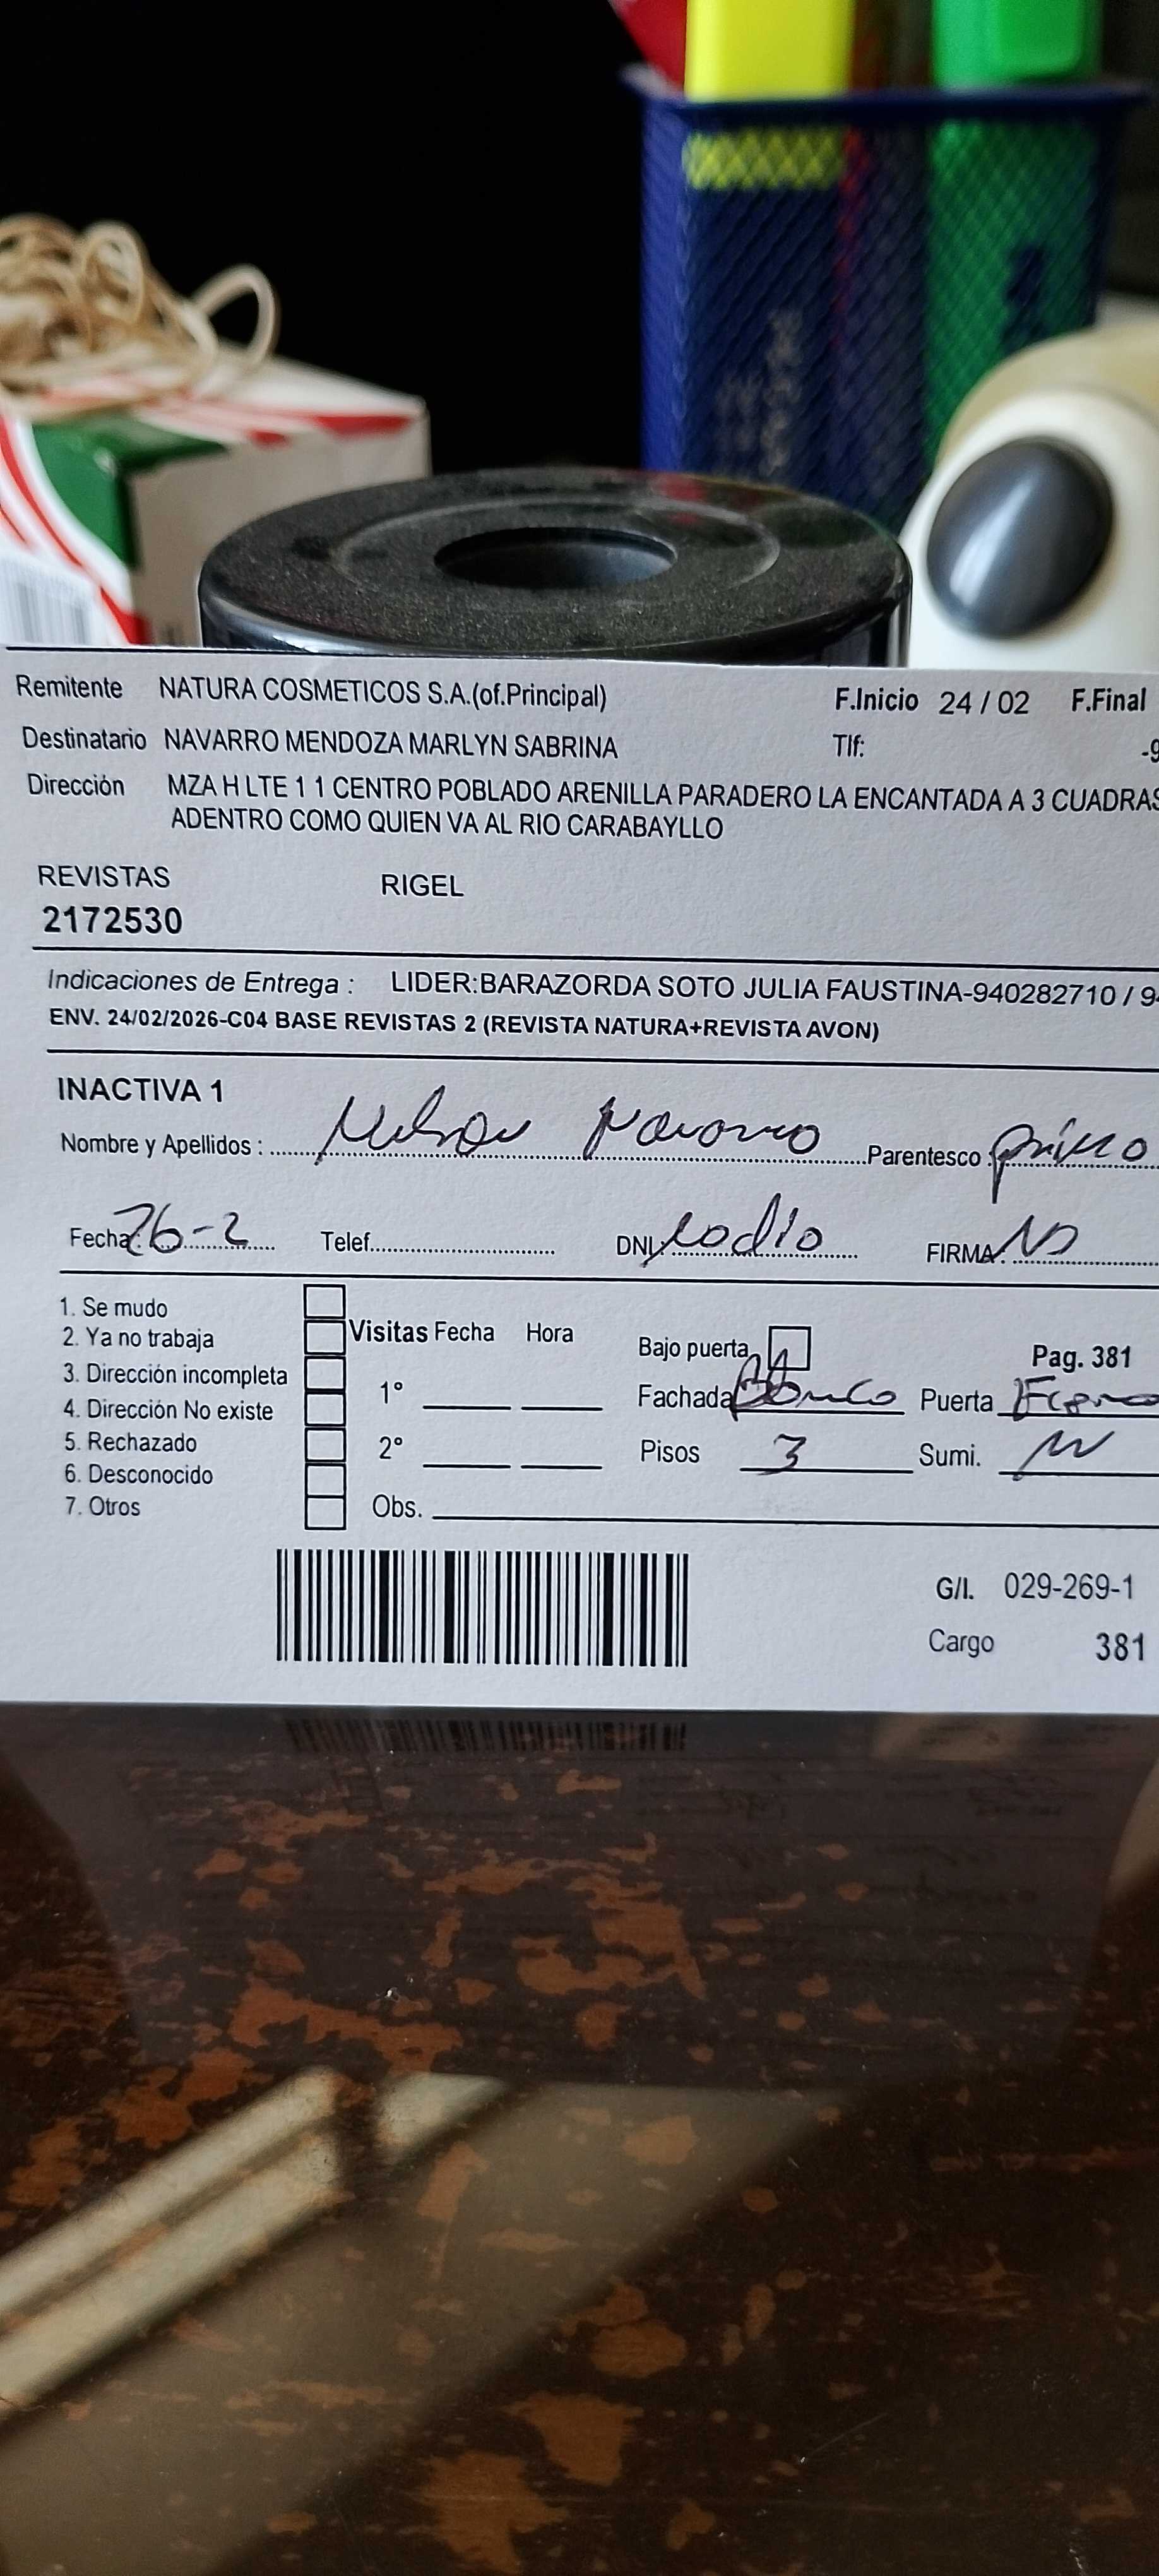 Remitente NATURA COSMETICOS S.A.(of.Principal) F.Inicio 24 / 02 F.Final
Destinatario NAVARRO MENDOZA MARLYN SABRINA Tlf: -9
Dirección MZA H LTE 1 1 CENTRO POBLADO ARENILLA PARADERO LA ENCANTADA A 3 CUADRAS
ADENTRO COMO QUIEN VA AL RIO CARABAYLLO
REVISTAS RIGEL
2172530
Indicaciones de Entrega : LIDER:BARAZORDA SOTO JULIA FAUSTINA-940282710 / 94
ENV. 24/02/2026-C04 BASE REVISTAS 2 (REVISTA NATURA+REVISTA AVON)
INACTIVA 1
Nombre y Apellidos : Nelson Navarro Parentesco : primo
Fecha: 26-2 Telef. DNI. FIRMA:
1. Se mudo
2. Ya no trabaja Visitas Fecha Hora Bajo puerta
3. Dirección incompleta Pag. 381
4. Dirección No existe 1° Fachada Blanco Puerta
5. Rechazado 2° Pisos 3 Sumi.
6. Desconocido
7. Otros Obs.
G/I. 029-269-1
Cargo 381